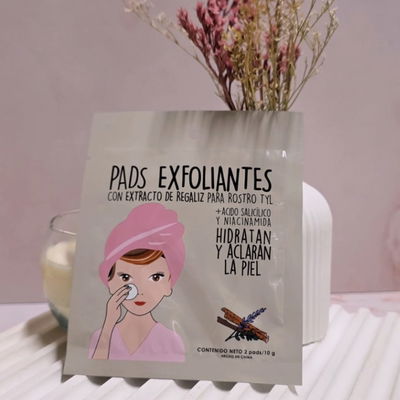 PADS EXFOLIANTES
CON EXTRACTO DE REGALIZ PARA ROSTRO TYL
+ACIDO SALICÍLICO
Y NIACINAMIDA
HIDRATAN
Y ACLARAN
LA PIEL
CONTENIDO NETO 2 pads/10 g
HECHO EN CHINA